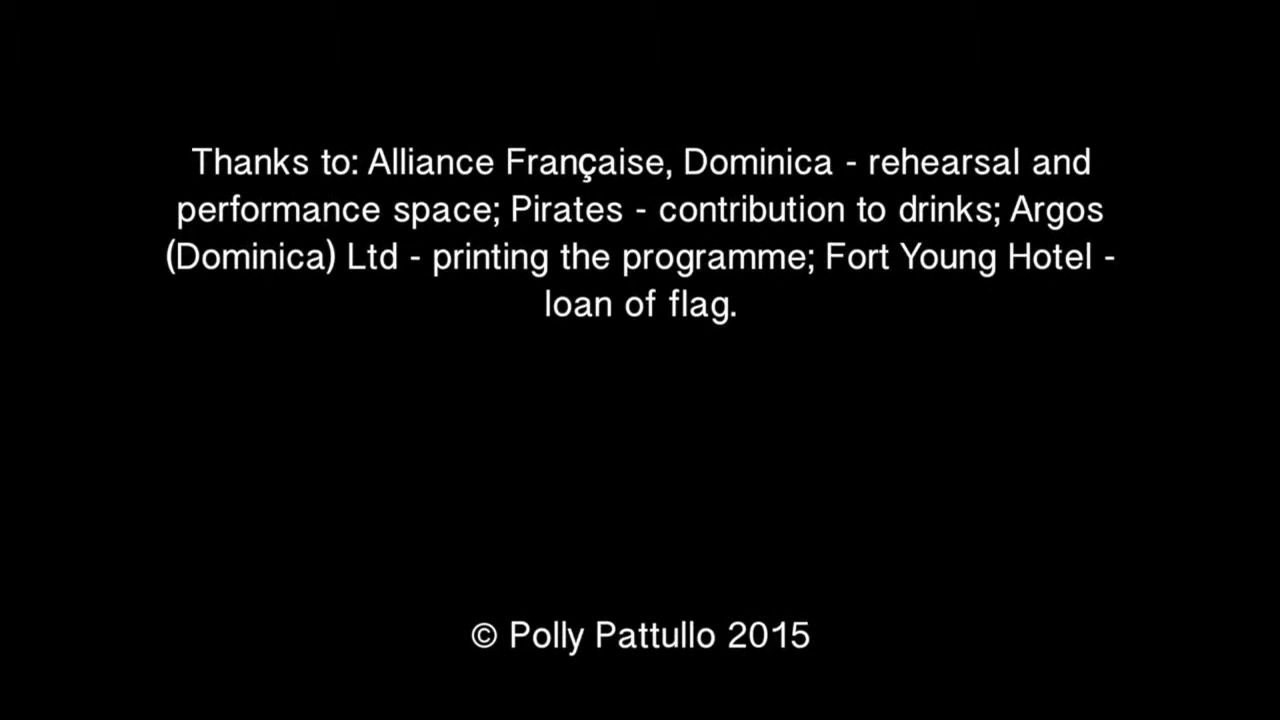 Thanks to: Alliance Française, Dominica - rehearsal and
performance space; Pirates - contribution to drinks; Argos
(Dominica) Ltd - printing the programme; Fort Young Hotel -
loan of flag.
© Polly Pattullo 2015